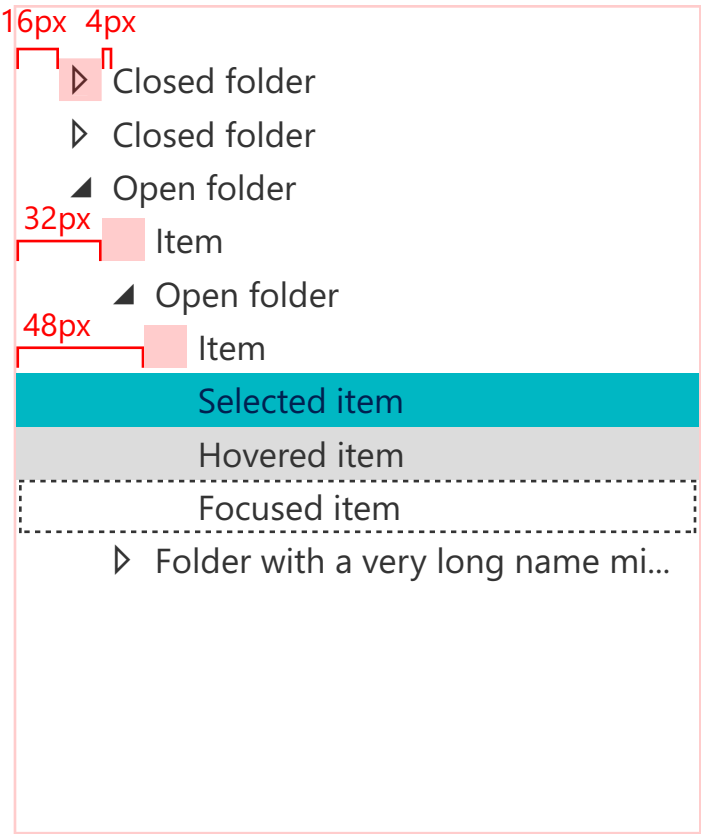 16px 4px
Closed folder
Closed folder
Open folder
32px
Item
Open folder
48px
Item
Selected item
Hovered item
Focused item
Folder with a very long name mi...